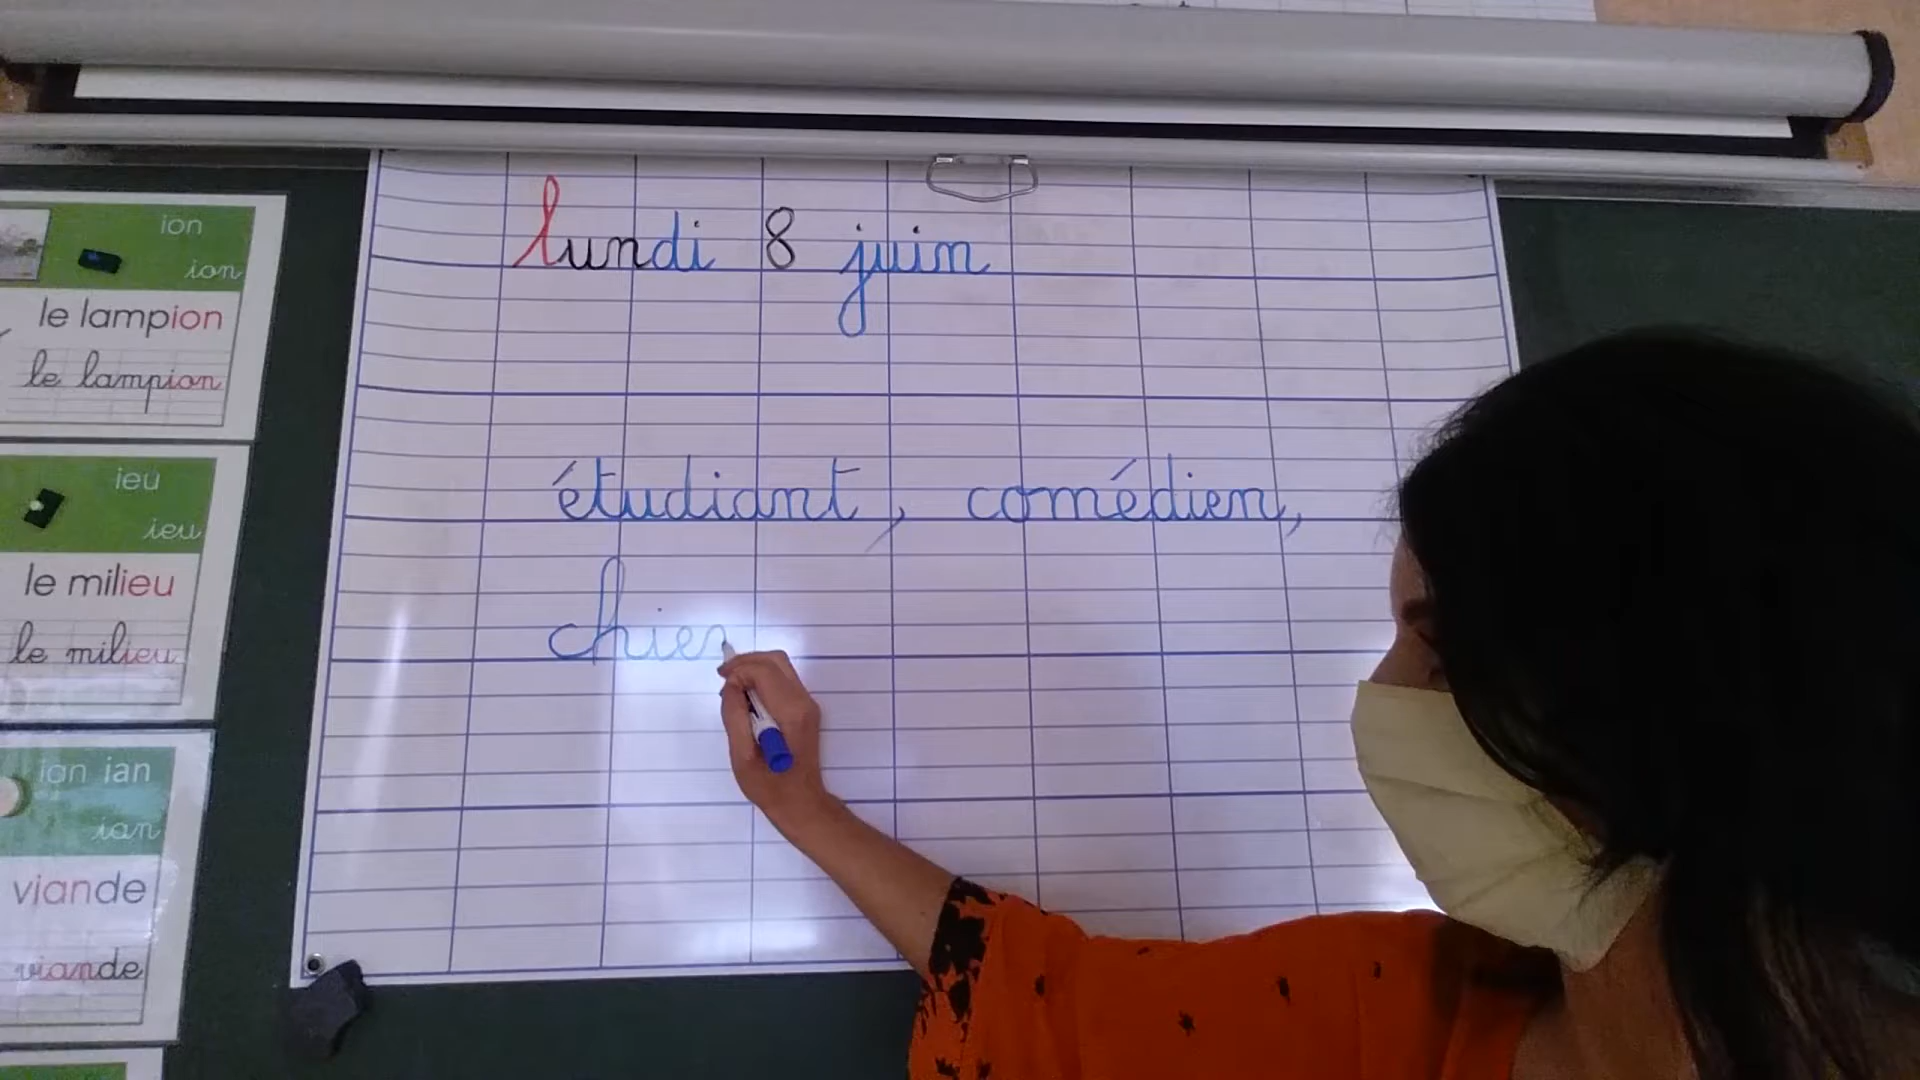 ion
ion
le lampion
le lampion
ieu
ieu
le milieu
le milieu
ian ian
ian
viande
viande
lundi 8 juin
étudiant, comédien,
chien